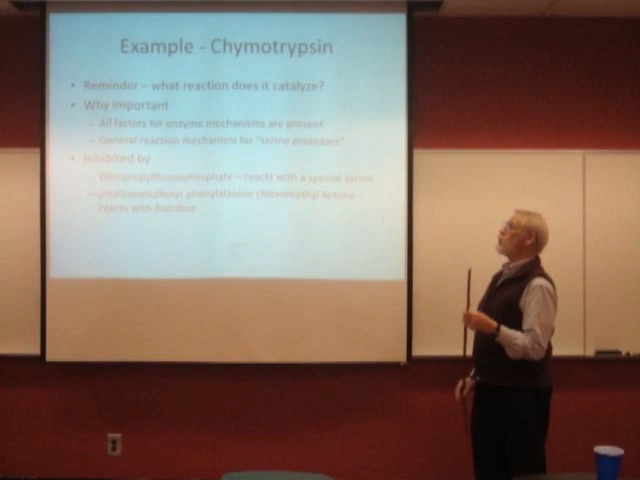 Example - Chymotrypsin
• Reminder – what reaction does it catalyze?
• Why important
– All factors for enzyme mechanisms are present
– General reaction mechanism for "serine proteases"
• Inhibited by
– Diisopropylfluorophosphate – reacts with a special serine
– p-toluenesulfonyl phenylalanine chloromethyl ketone –
reacts with histidine